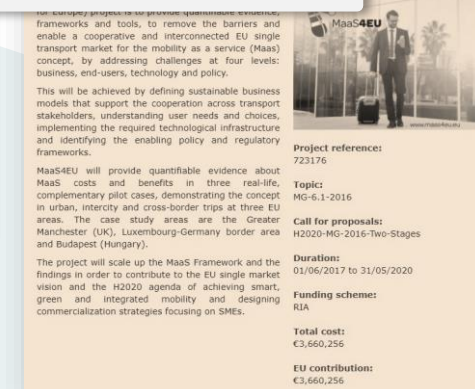 for Europe) project is to provide quantifiable evidence,
frameworks and tools, to remove the barriers and
enable a cooperative and interconnected EU single
transport market for the mobility as a service (Maas)
concept, by addressing challenges at four levels:
business, end-users, technology and policy.
This will be achieved by defining sustainable business
models that support the cooperation across transport
stakeholders, understanding user needs and choices,
implementing the required technological infrastructure
and identifying the enabling policy and regulatory
frameworks.
MaaS4EU will provide quantifiable evidence about
MaaS costs and benefits in three real-life,
complementary pilot cases, demonstrating the concept
in urban, intercity and cross-border trips at three EU
areas. The case study areas are the Greater
Manchester (UK), Luxembourg-Germany border area
and Budapest (Hungary).
The project will scale up the MaaS Framework and the
findings in order to contribute to the EU single market
vision and the H2020 agenda of achieving smart,
green and integrated mobility and designing
commercialization strategies focusing on SMEs.
MaaS4EU
www.maas4eu.eu
Project reference:
723176
Topic:
MG-6.1-2016
Call for proposals:
H2020-MG-2016-Two-Stages
Duration:
01/06/2017 to 31/05/2020
Funding scheme:
RIA
Total cost:
€3,660,256
EU contribution:
€3,660,256